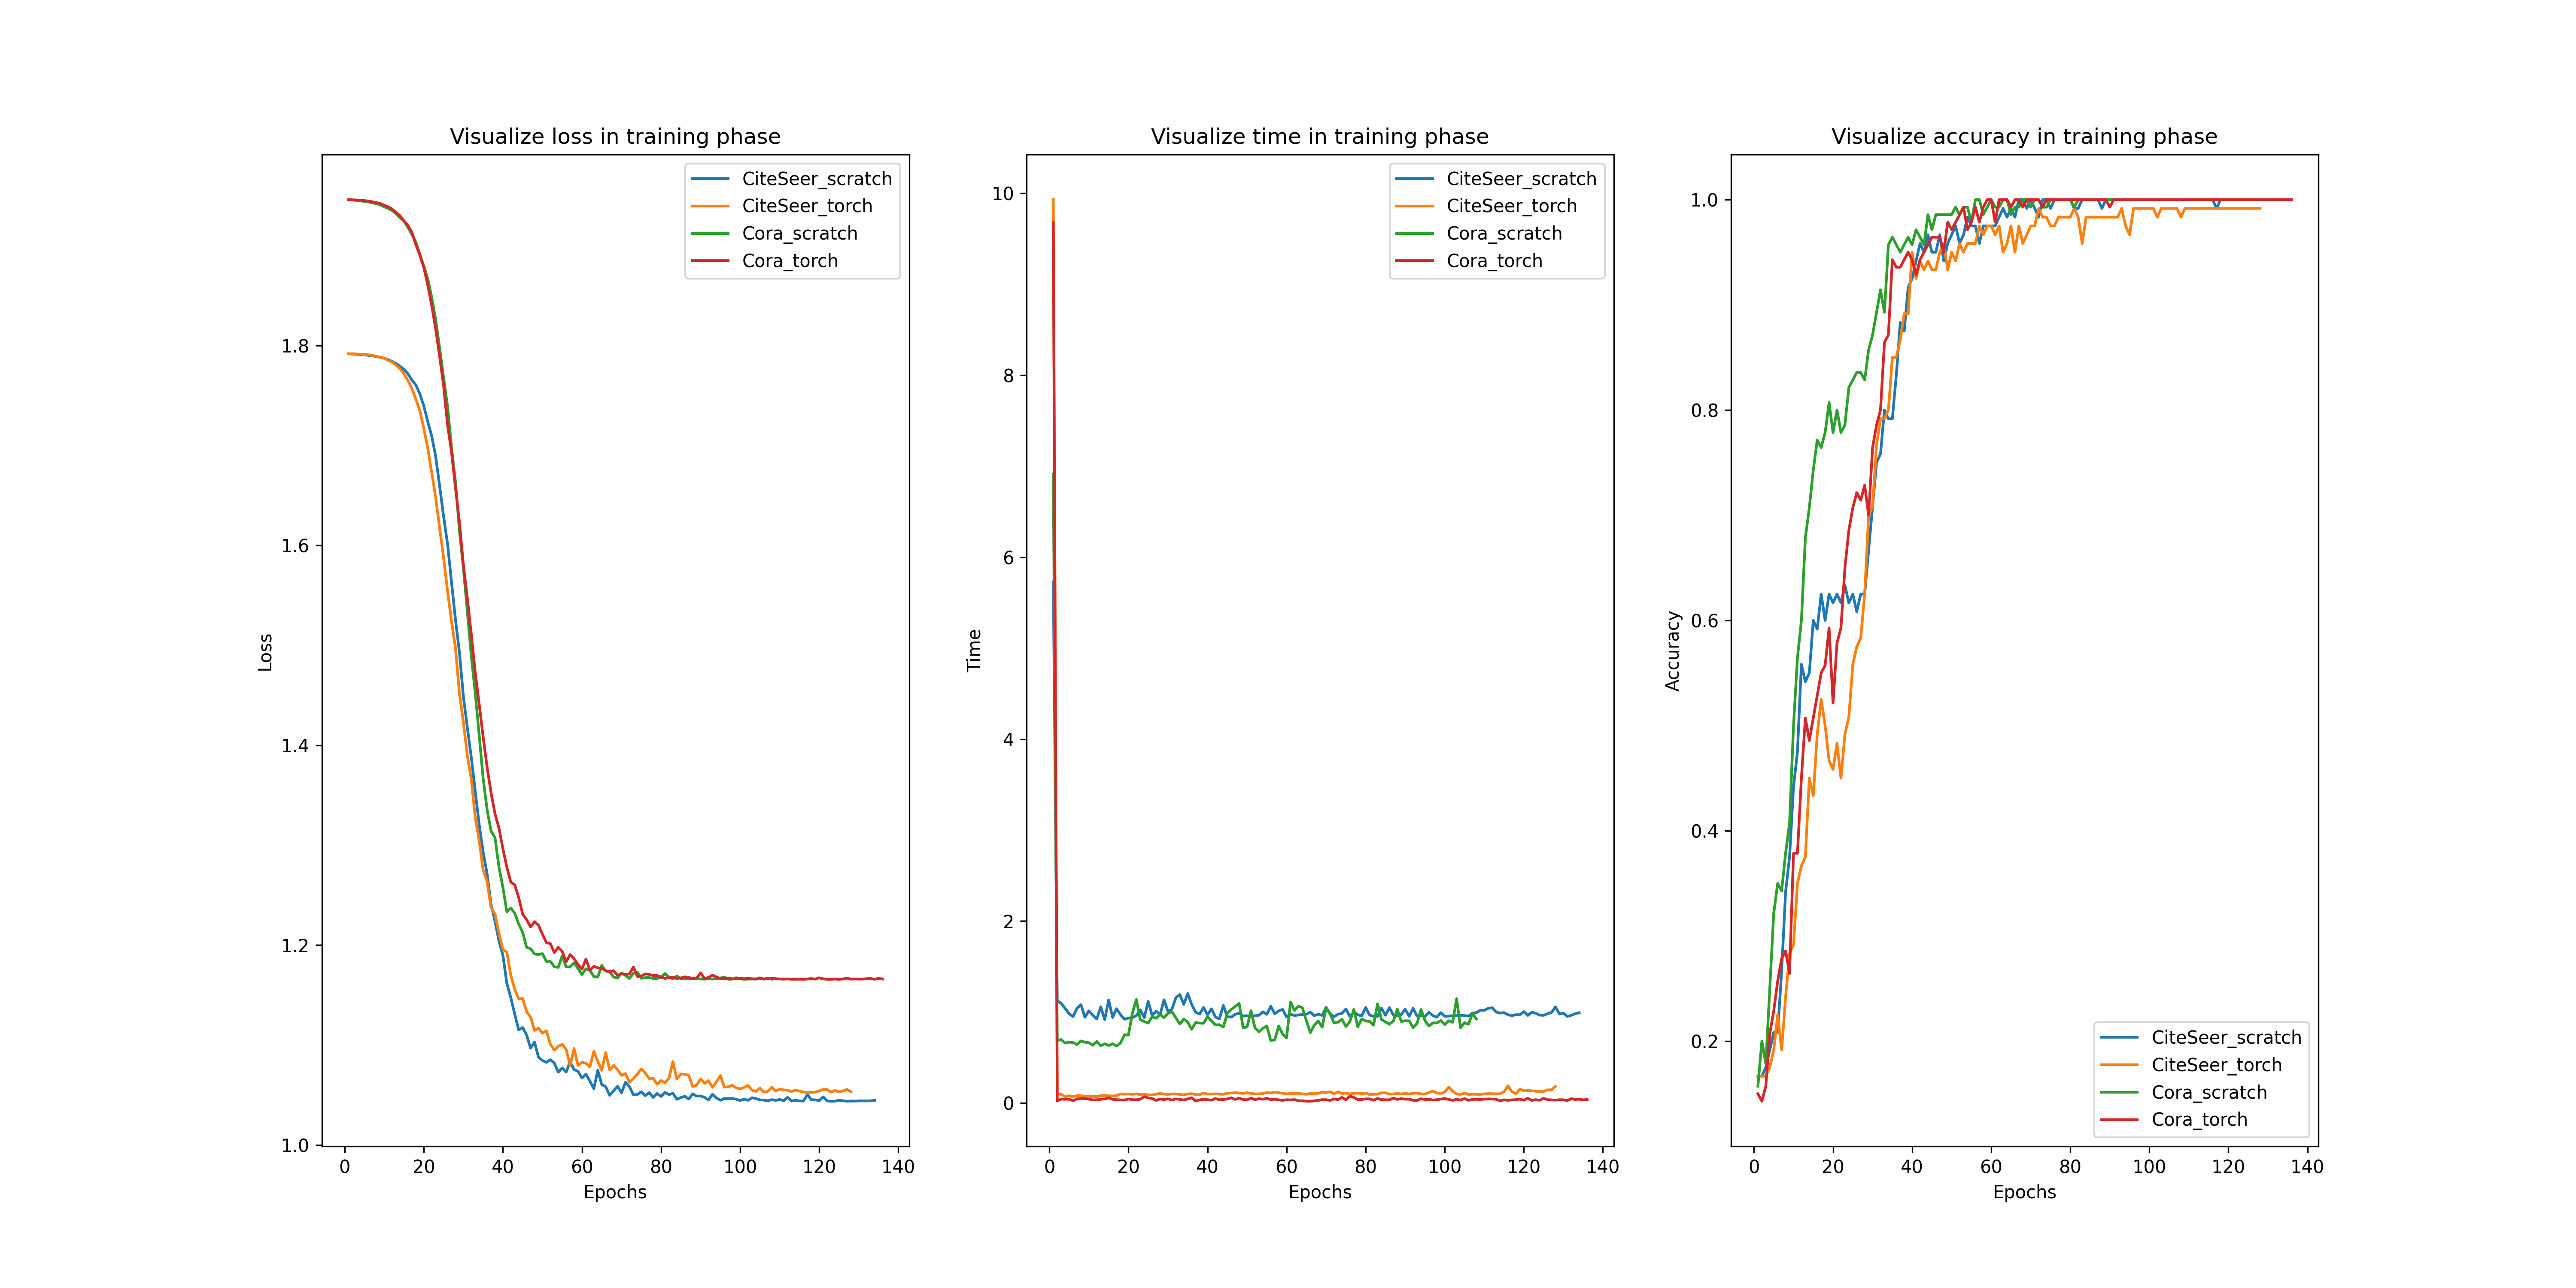 Visualize loss in training phase
CiteSeer_scratch
CiteSeer_torch
Cora_scratch
Cora_torch
1.8
1.6
1.4
1.2
1.0
Loss
0 20 40 60 80 100 120 140
Epochs
Visualize time in training phase
CiteSeer_scratch
CiteSeer_torch
Cora_scratch
Cora_torch
10
8
6
4
2
0
Time
0 20 40 60 80 100 120 140
Epochs
Visualize accuracy in training phase
1.0
0.8
0.6
0.4
0.2
Accuracy
CiteSeer_scratch
CiteSeer_torch
Cora_scratch
Cora_torch
0 20 40 60 80 100 120 140
Epochs